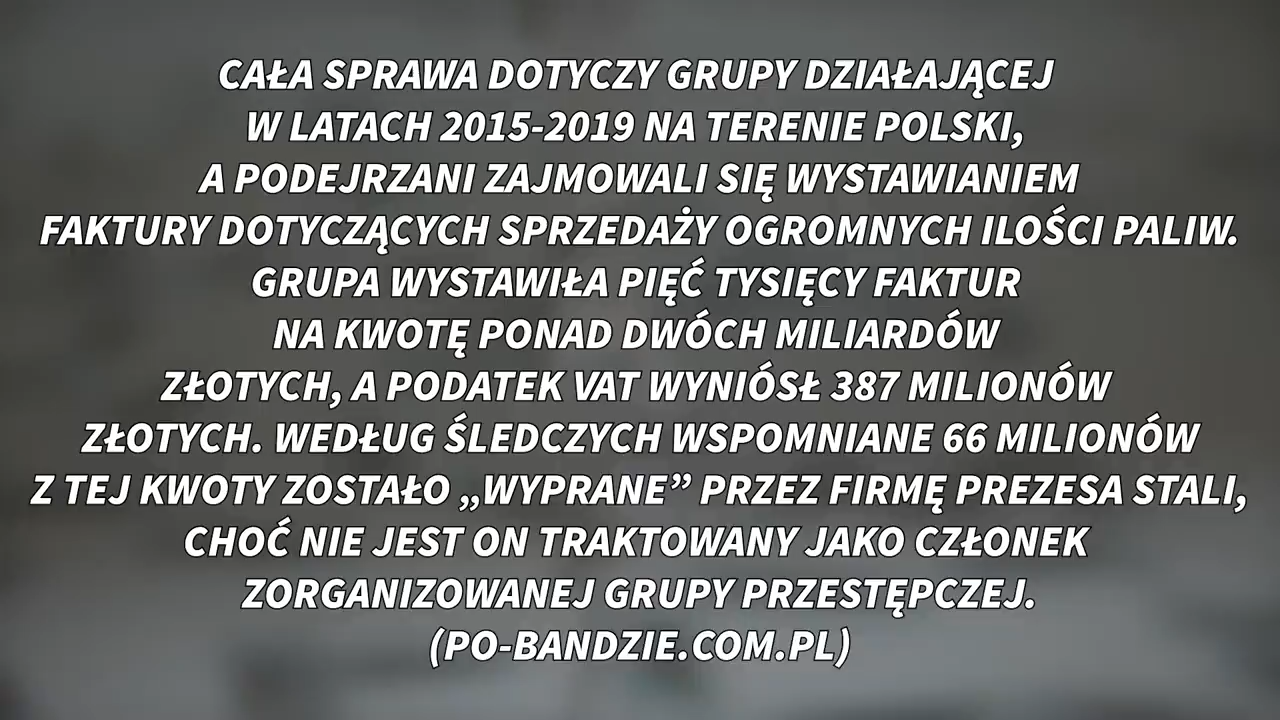 CAŁA SPRAWA DOTYCZY GRUPY DZIAŁAJĄCEJ
W LATACH 2015-2019 NA TERENIE POLSKI,
A PODEJRZANI ZAJMOWALI SIĘ WYSTAWIANIEM
FAKTURY DOTYCZĄCYCH SPRZEDAŻY OGROMNYCH ILOŚCI PALIW.
GRUPA WYSTAWIŁA PIĘĆ TYSIĘCY FAKTUR
NA KWOTĘ PONAD DWÓCH MILIARDÓW
ZŁOTYCH, A PODATEK VAT WYNIÓSŁ 387 MILIONÓW
ZŁOTYCH. WEDŁUG ŚLEDCZYCH WSPOMNIANE 66 MILIONÓW
Z TEJ KWOTY ZOSTAŁO „WYPRANE” PRZEZ FIRMĘ PREZESA STALI,
CHOĆ NIE JEST ON TRAKTOWANY JAKO CZŁONEK
ZORGANIZOWANEJ GRUPY PRZESTĘPCZEJ.
(PO-BANDZIE.COM.PL)